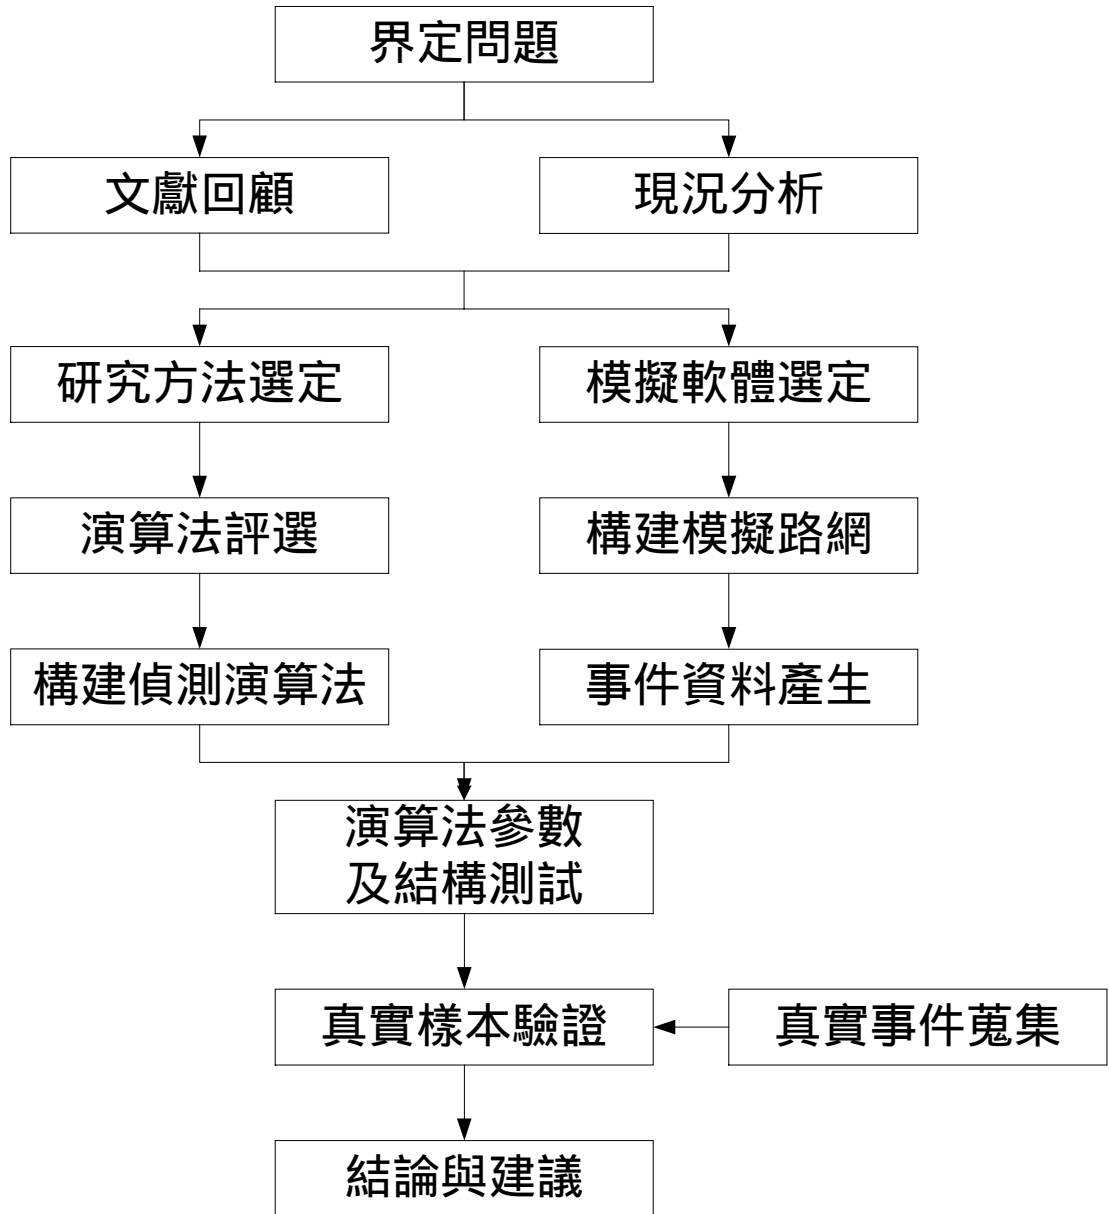 界定問題
文獻回顧
現況分析
研究方法選定
模擬軟體選定
演算法評選
構建模擬路網
構建偵測演算法
事件資料產生
演算法參數
及結構測試
真實樣本驗證
真實事件蒐集
結論與建議